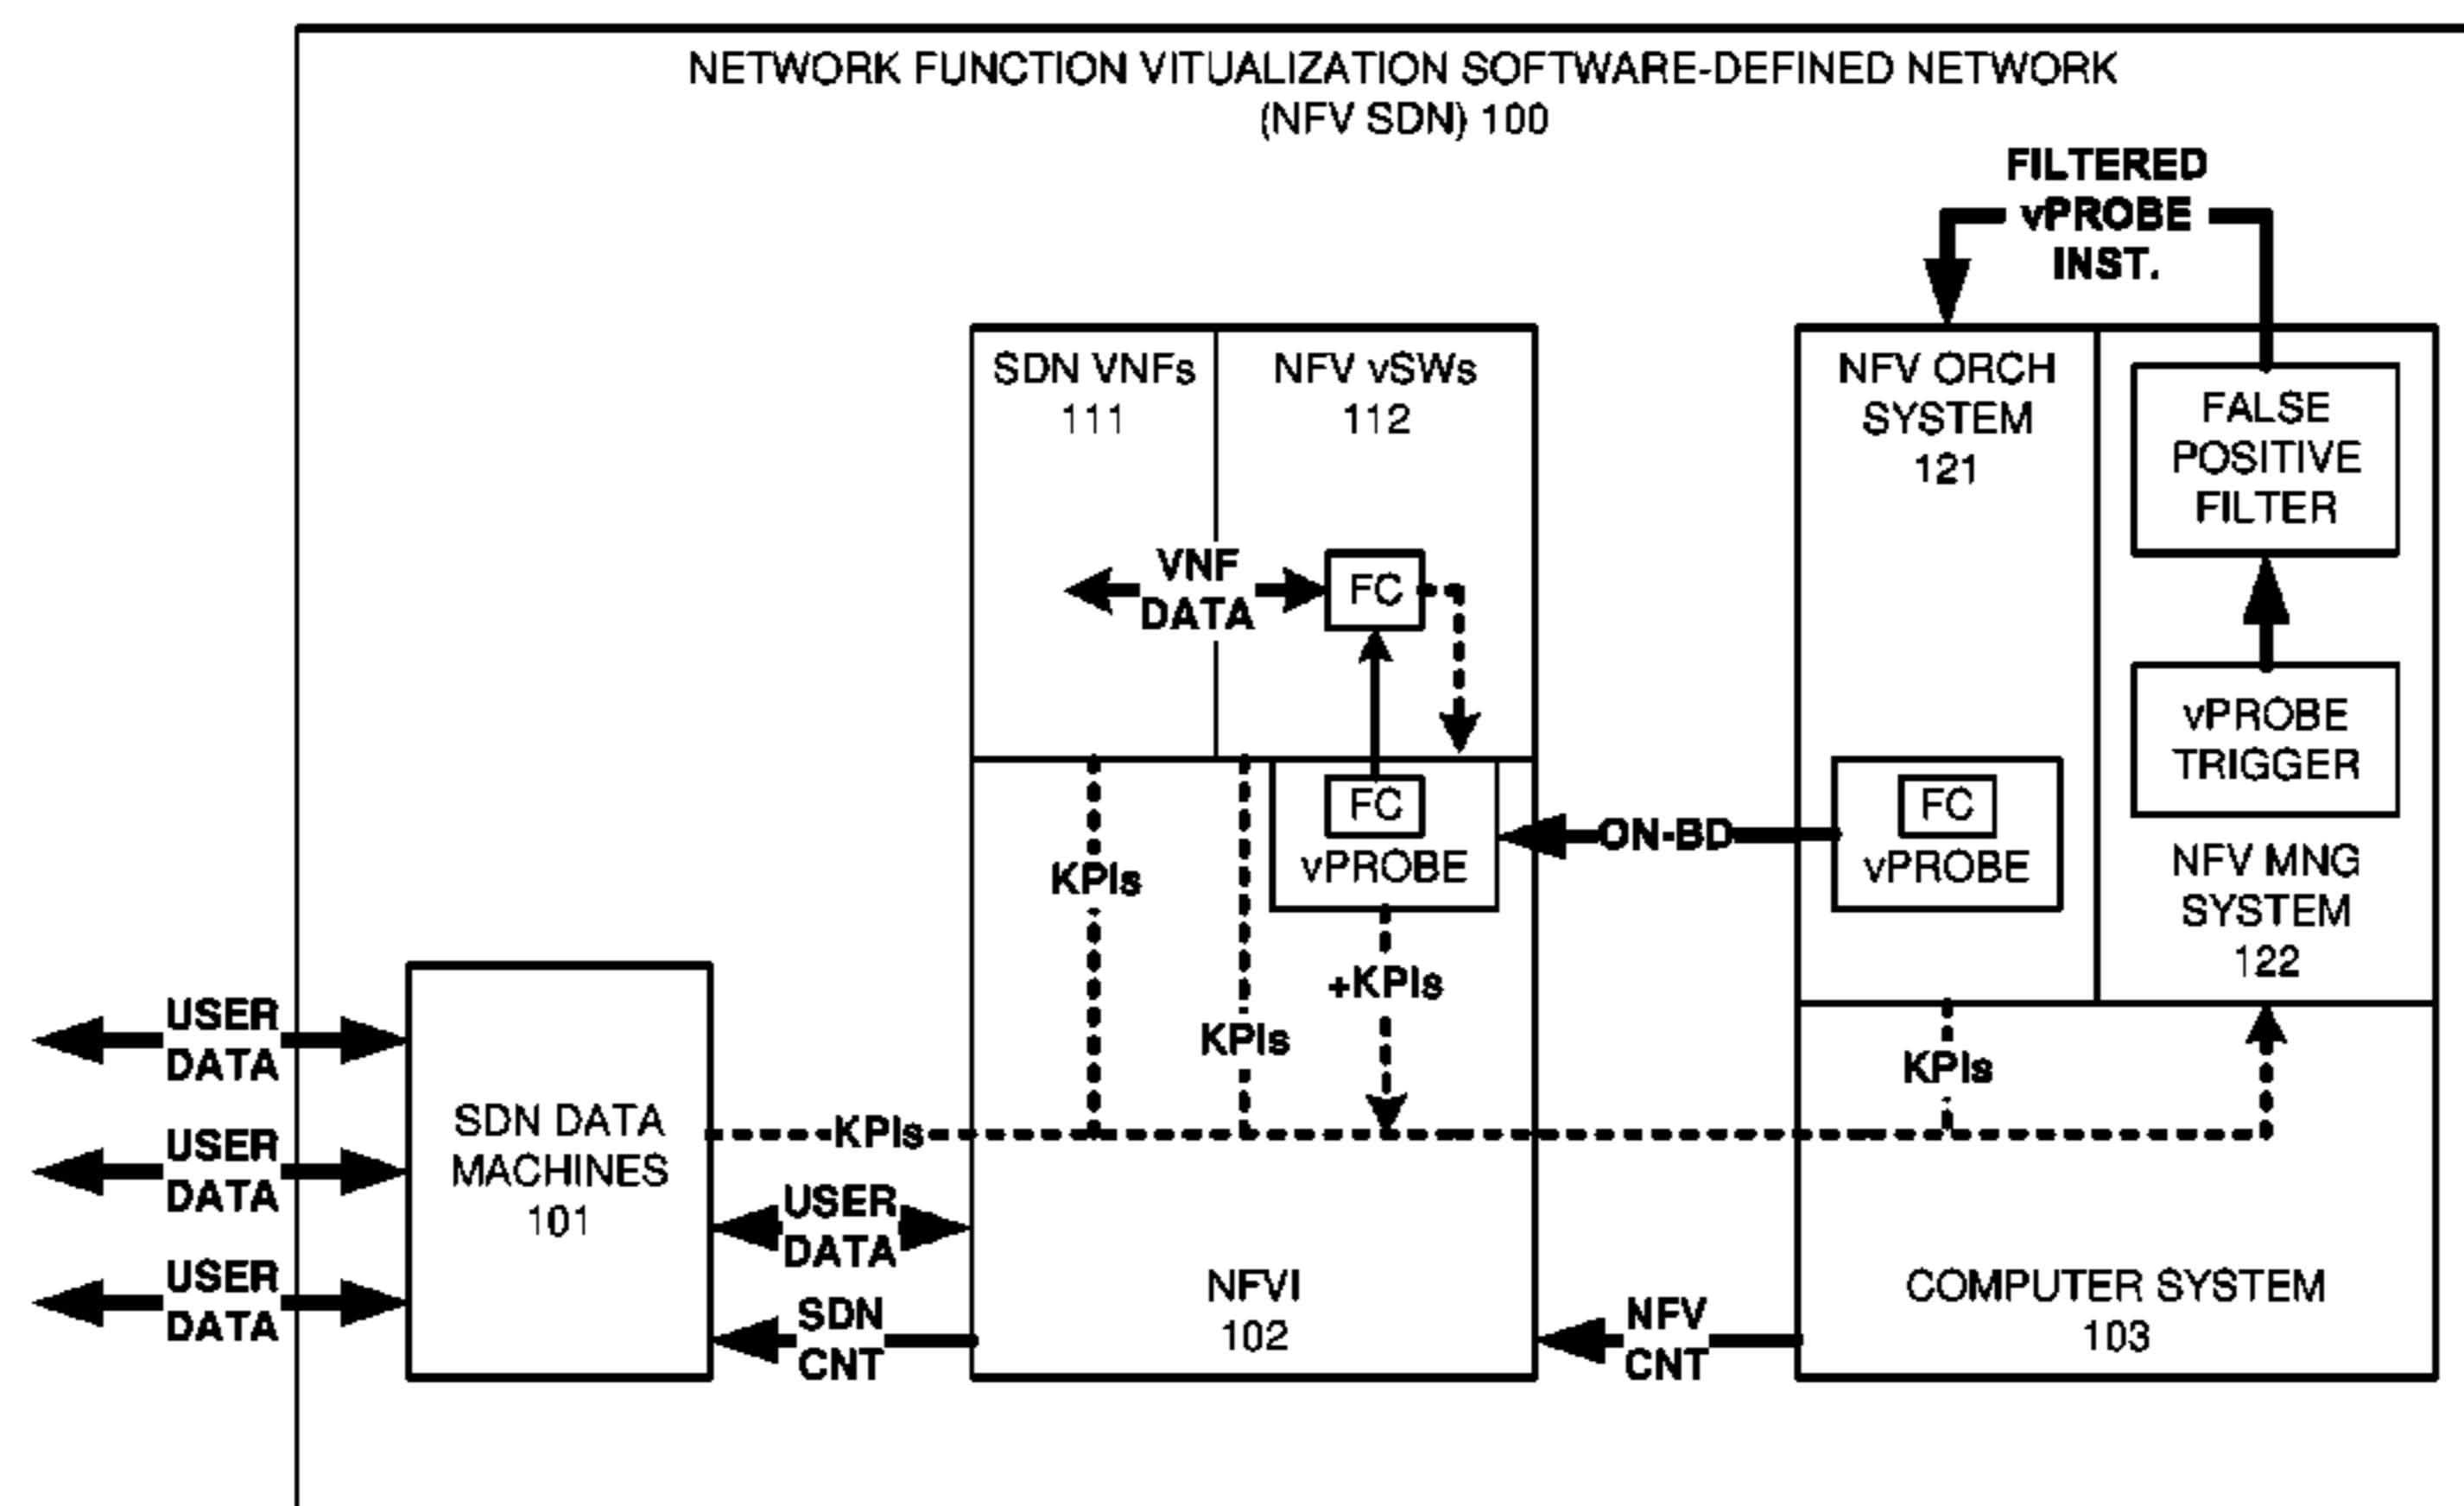 NETWORK FUNCTION VITUALIZATION SOFTWARE-DEFINED NETWORK
(NFV SDN) 100
FILTERED
vPROBE
INST.
SDN VNFs
111
NFV vSWs
112
NFV ORCH
SYSTEM
121
FALSE
POSITIVE
FILTER
VNF
DATA
FC
vPROBE
TRIGGER
FC
vPROBE
ON-BD
FC
vPROBE
NFV MNG
SYSTEM
122
KPIs
+KPIs
KPIs
KPIs
USER
DATA
USER
DATA
USER
DATA
SDN DATA
MACHINES
101
KPIs
USER
DATA
SDN
CNT
NFVI
102
NFV
CNT
COMPUTER SYSTEM
103